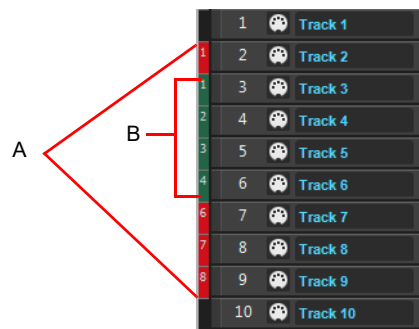 1 Track 1
1 2 Track 2
1 3 Track 3
2 4 Track 4
3 5 Track 5
4 6 Track 6
6 7 Track 7
7 8 Track 8
8 9 Track 9
10 Track 10
A
B